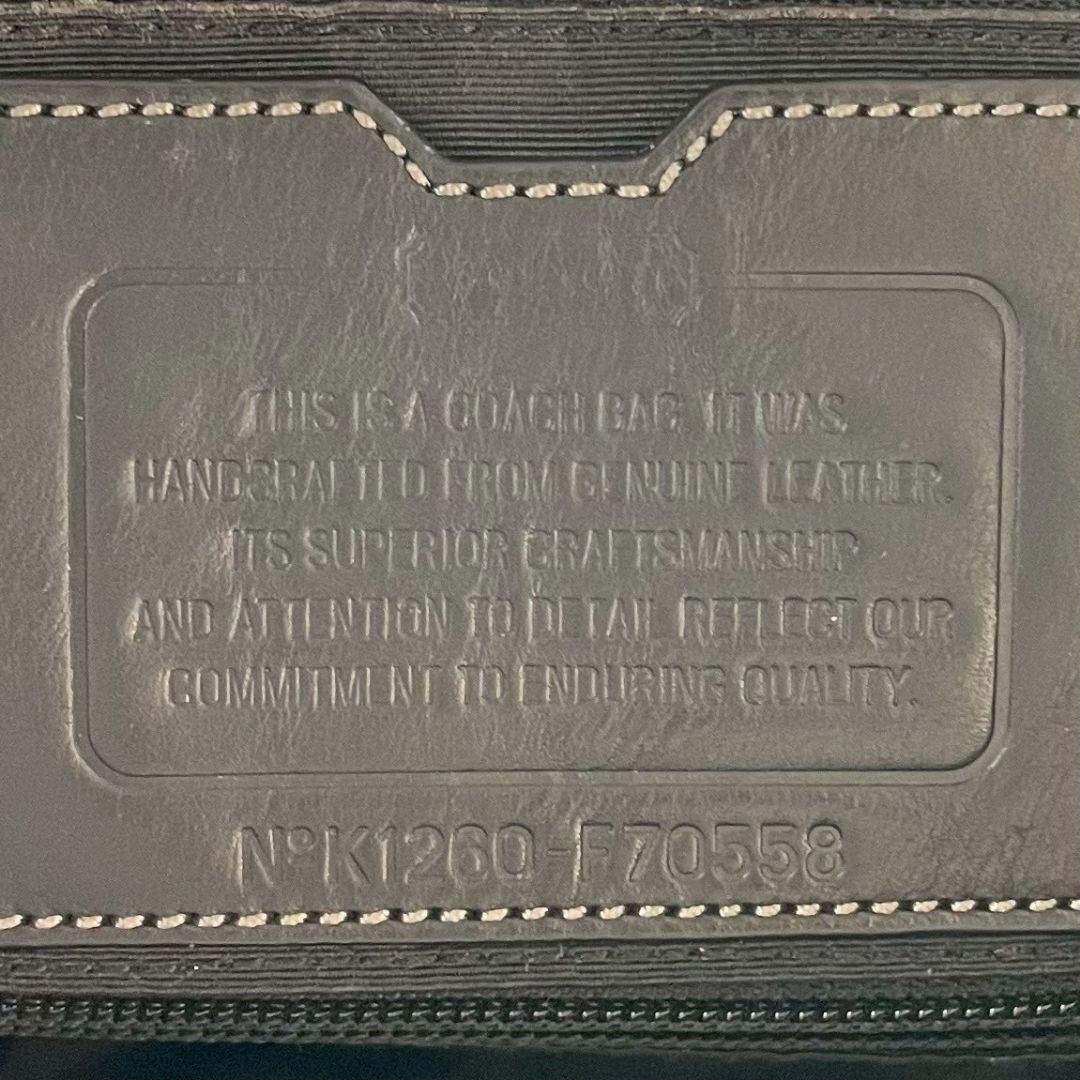 THIS IS A COACH BAG. IT WAS
HANDCRAFTED FROM GENUINE LEATHER.
ITS SUPERIOR CRAFTSMANSHIP
AND ATTENTION TO DETAIL REFLECT OUR
COMMITMENT TO ENDURING QUALITY.
NºK1260-F70558